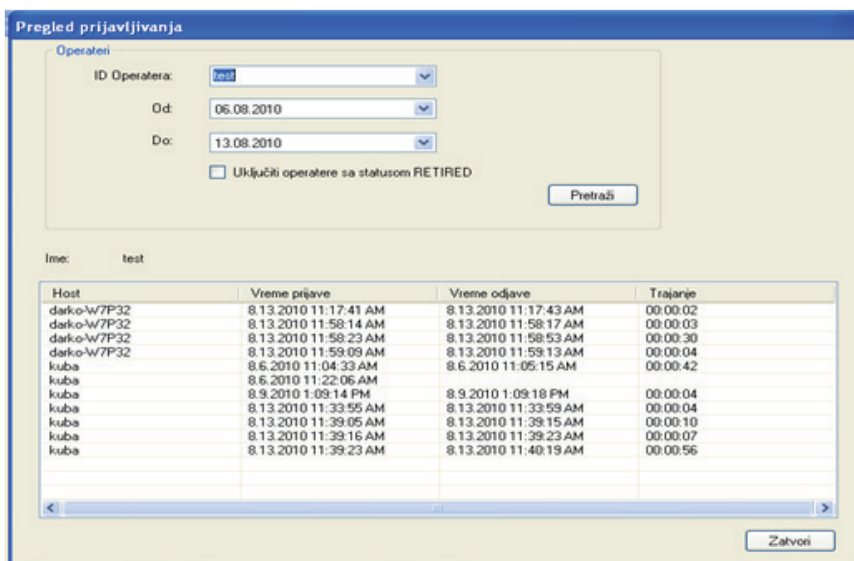 Pregled prijavljivanja
Operateri
ID Operatera: test
Od: 06.08.2010
Do: 13.08.2010
Uključiti operatere sa statusom RETIRED
Pretraži
Ime: test
Host Vreme prijave Vreme odjave Trajanje
darko-W7P32 8.13.2010 11:17:41 AM 8.13.2010 11:17:43 AM 00:00:02
darko-W7P32 8.13.2010 11:58:14 AM 8.13.2010 11:58:17 AM 00:00:03
darko-W7P32 8.13.2010 11:58:23 AM 8.13.2010 11:58:53 AM 00:00:30
darko-W7P32 8.13.2010 11:59:09 AM 8.13.2010 11:59:13 AM 00:00:04
kuba 8.6.2010 11:04:33 AM 8.6.2010 11:05:15 AM 00:00:42
kuba 8.6.2010 11:22:06 AM
kuba 8.9.2010 1:09:14 PM 8.9.2010 1:09:18 PM 00:00:04
kuba 8.13.2010 11:33:55 AM 8.13.2010 11:33:59 AM 00:00:04
kuba 8.13.2010 11:39:05 AM 8.13.2010 11:39:15 AM 00:00:10
kuba 8.13.2010 11:39:16 AM 8.13.2010 11:39:23 AM 00:00:07
kuba 8.13.2010 11:39:23 AM 8.13.2010 11:40:19 AM 00:00:56
Zatvori